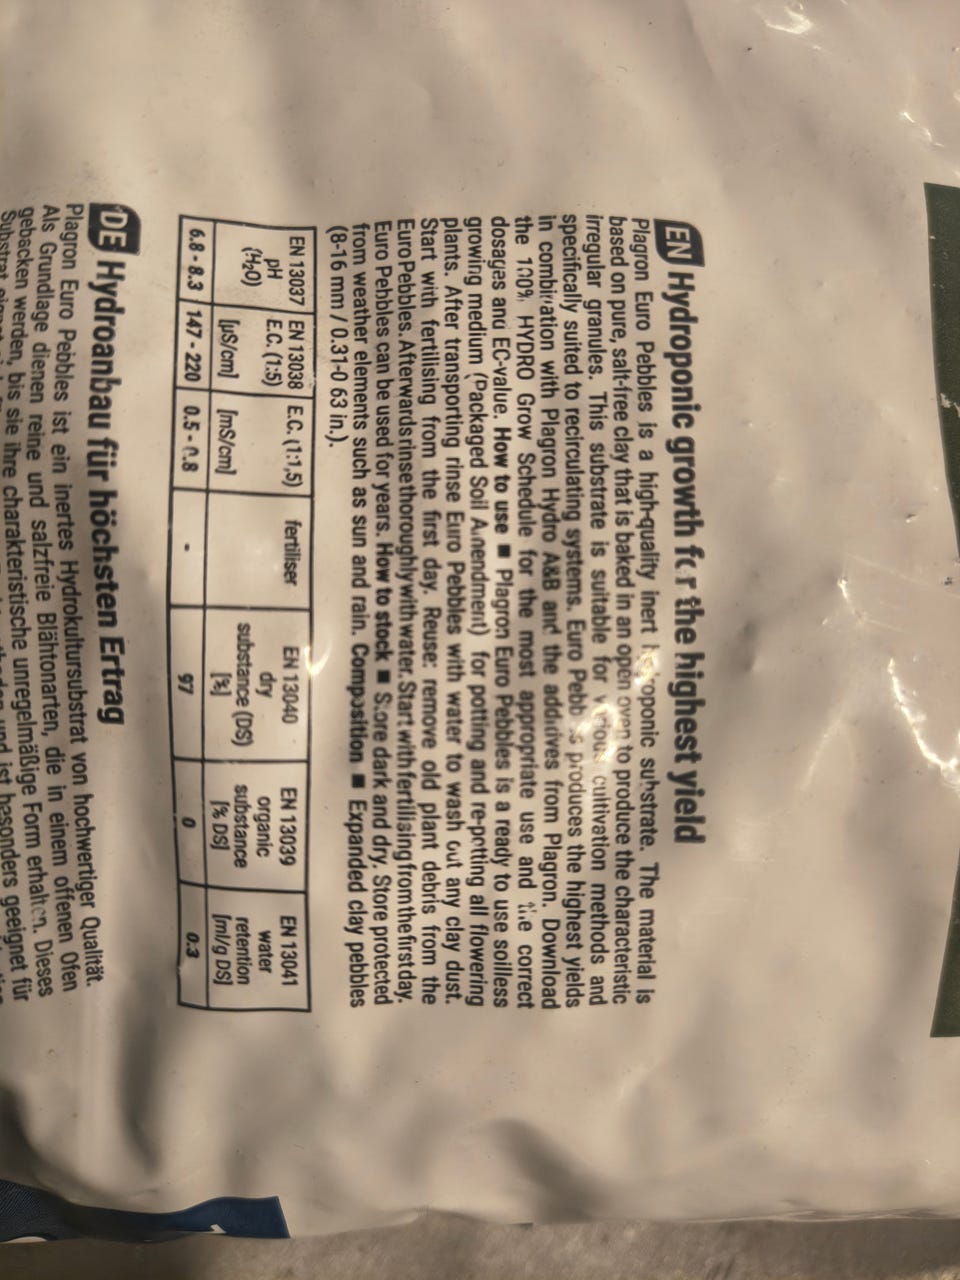 EN Hydroponic growth for the highest yield
Plagron Euro Pebbles is a high-quality inert hydroponic substrate. The material is
based on pure, salt-free clay that is baked in an open oven to produce the characteristic
irregular granules. This substrate is suitable for various cultivation methods and
specifically suited to recirculating systems. Euro Pebbles produces the highest yields
in combination with Plagron Hydro A&B and the additives from Plagron. Download
the 100% HYDRO Grow Schedule for the most appropriate use and the correct
dosages and EC-value. How to use ■ Plagron Euro Pebbles is a ready to use soilless
growing medium (Packaged Soil Amendment) for potting and re-potting all flowering
plants. After transporting rinse Euro Pebbles with water to wash out any clay dust.
Start with fertilising from the first day. Reuse: remove old plant debris from the
Euro Pebbles. Afterwards rinse thoroughly with water. Start with fertilising from the first day.
Euro Pebbles can be used for years. How to stock ■ Store dark and dry. Store protected
from weather elements such as sun and rain. Composition ■ Expanded clay pebbles
(8-16 mm / 0.31-0 63 in.).
EN 13037 EN 13038 E.C. (1:1,5) fertiliser EN 13040 EN 13039 EN 13041
pH E.C. (1:5) dry organic water
(H2O) substance (DS) substance retention
[µS/cm] [mS/cm] [%] [% DS] [ml/g DS]
6.8 - 8.3 147 - 220 0.5 - 0.8 - 97 0 0.3
DE Hydroanbau für höchsten Ertrag
Plagron Euro Pebbles ist ein inertes Hydrokultursubstrat von hochwertiger Qualität.
Als Grundlage dienen reine und salzfreie Blähtonarten, die in einem offenen Ofen
gebacken werden, bis sie ihre charakteristische unregelmäßige Form erhalten. Dieses
Substrat und ist besonders geeignet für